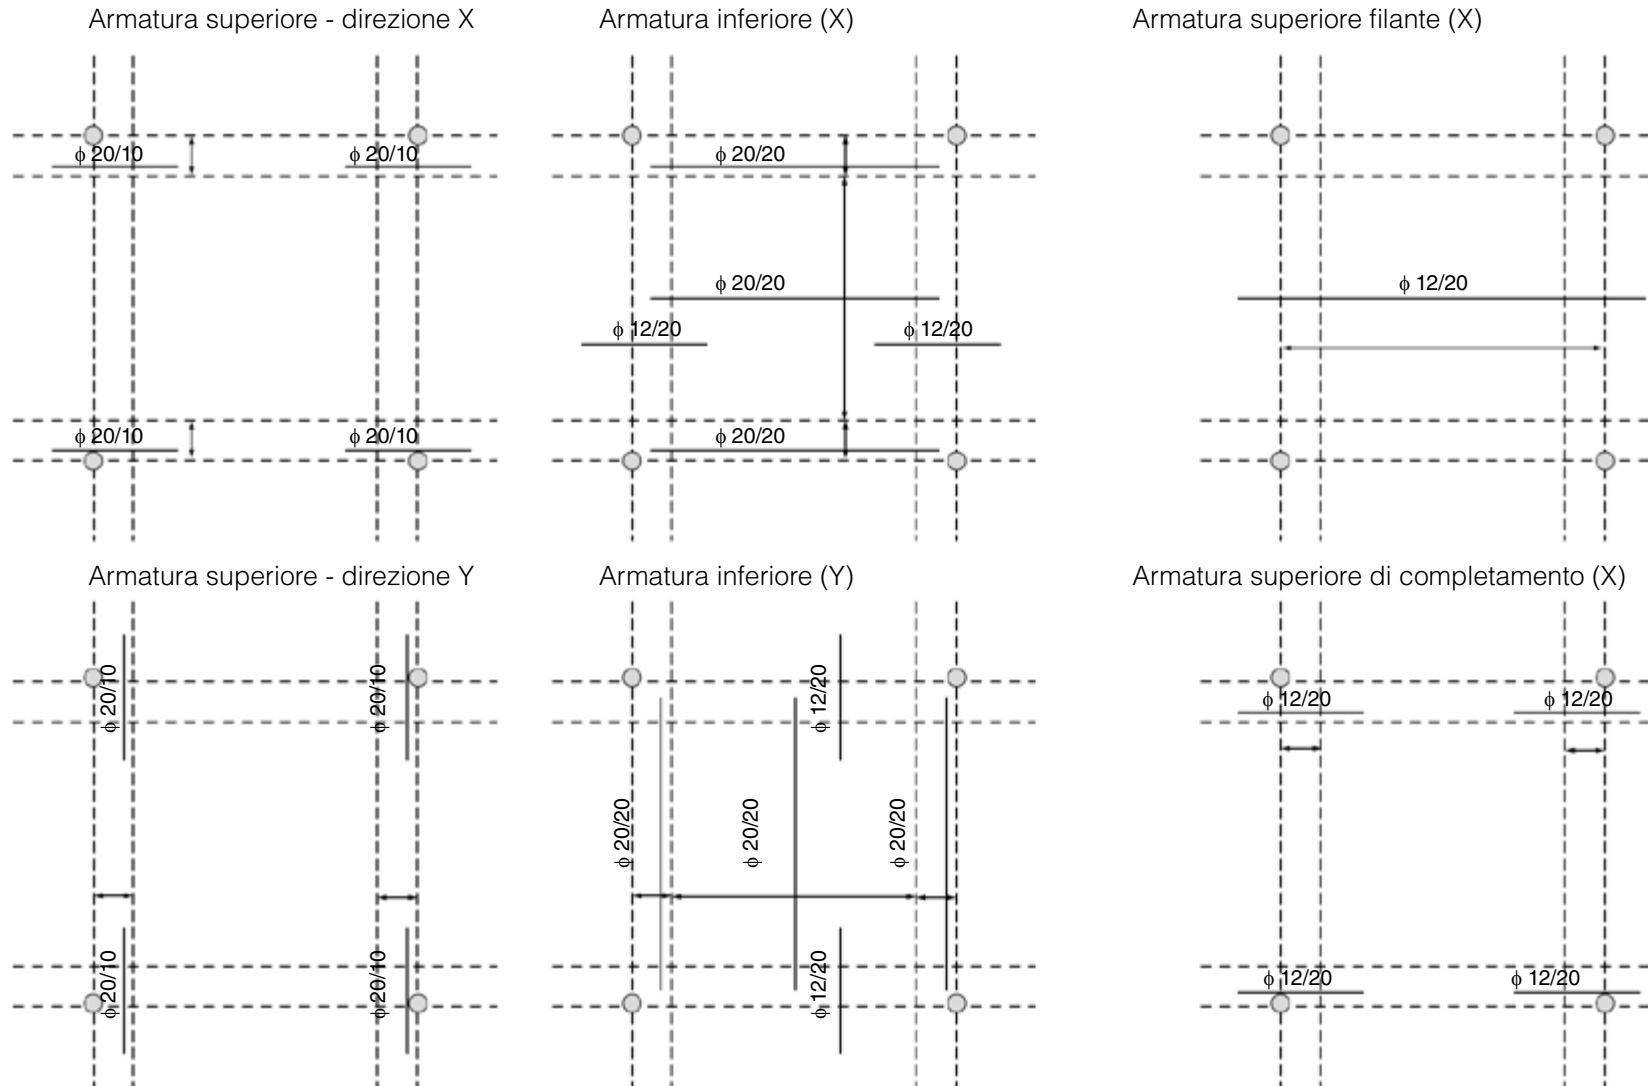 Armatura superiore - direzione X
ϕ 20/10 ϕ 20/10
ϕ 20/10 ϕ 20/10
Armatura inferiore (X)
ϕ 20/20
ϕ 20/20
ϕ 12/20 ϕ 12/20
ϕ 20/20
Armatura superiore filante (X)
ϕ 12/20
Armatura superiore - direzione Y
ϕ 20/10 ϕ 20/10
ϕ 20/10 ϕ 20/10
Armatura inferiore (Y)
ϕ 12/20
ϕ 20/20 ϕ 20/20 ϕ 20/20
ϕ 12/20
Armatura superiore di completamento (X)
ϕ 12/20 ϕ 12/20
ϕ 12/20 ϕ 12/20